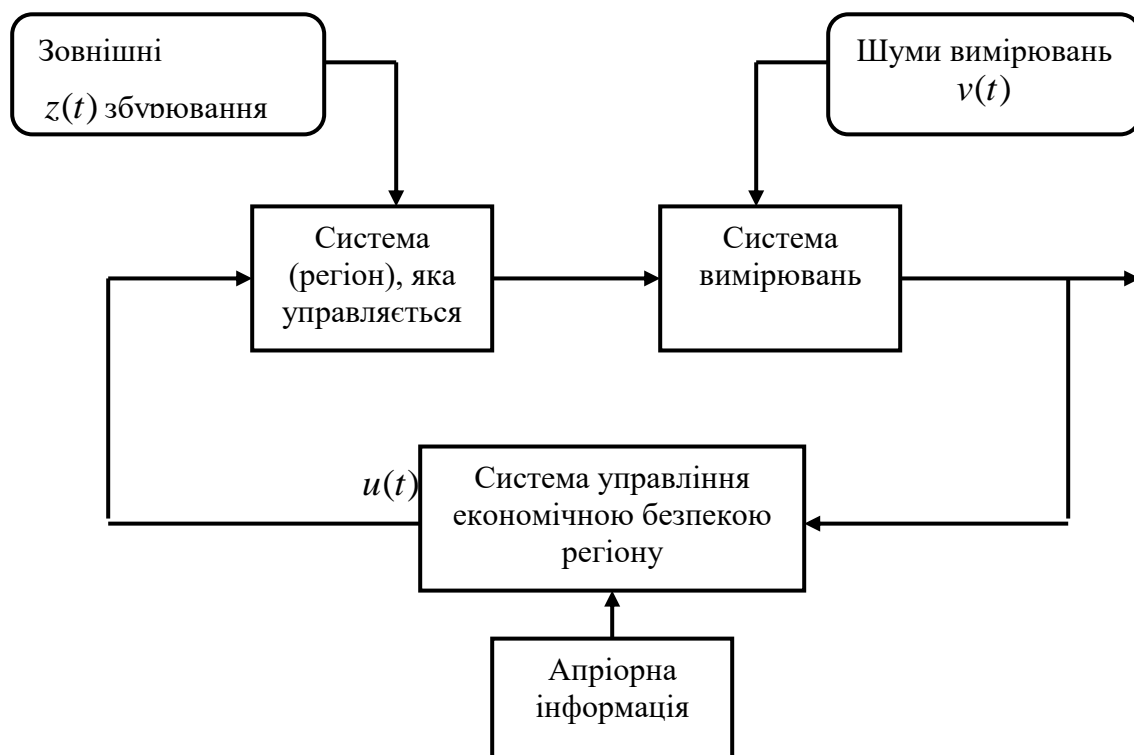 Зовнішні
z(t) збурювання
Шуми вимірювань
v(t)
Система
(регіон), яка
управляється
Система
вимірювань
u(t)
Система управління
економічною безпекою
регіону
Апріорна
інформація